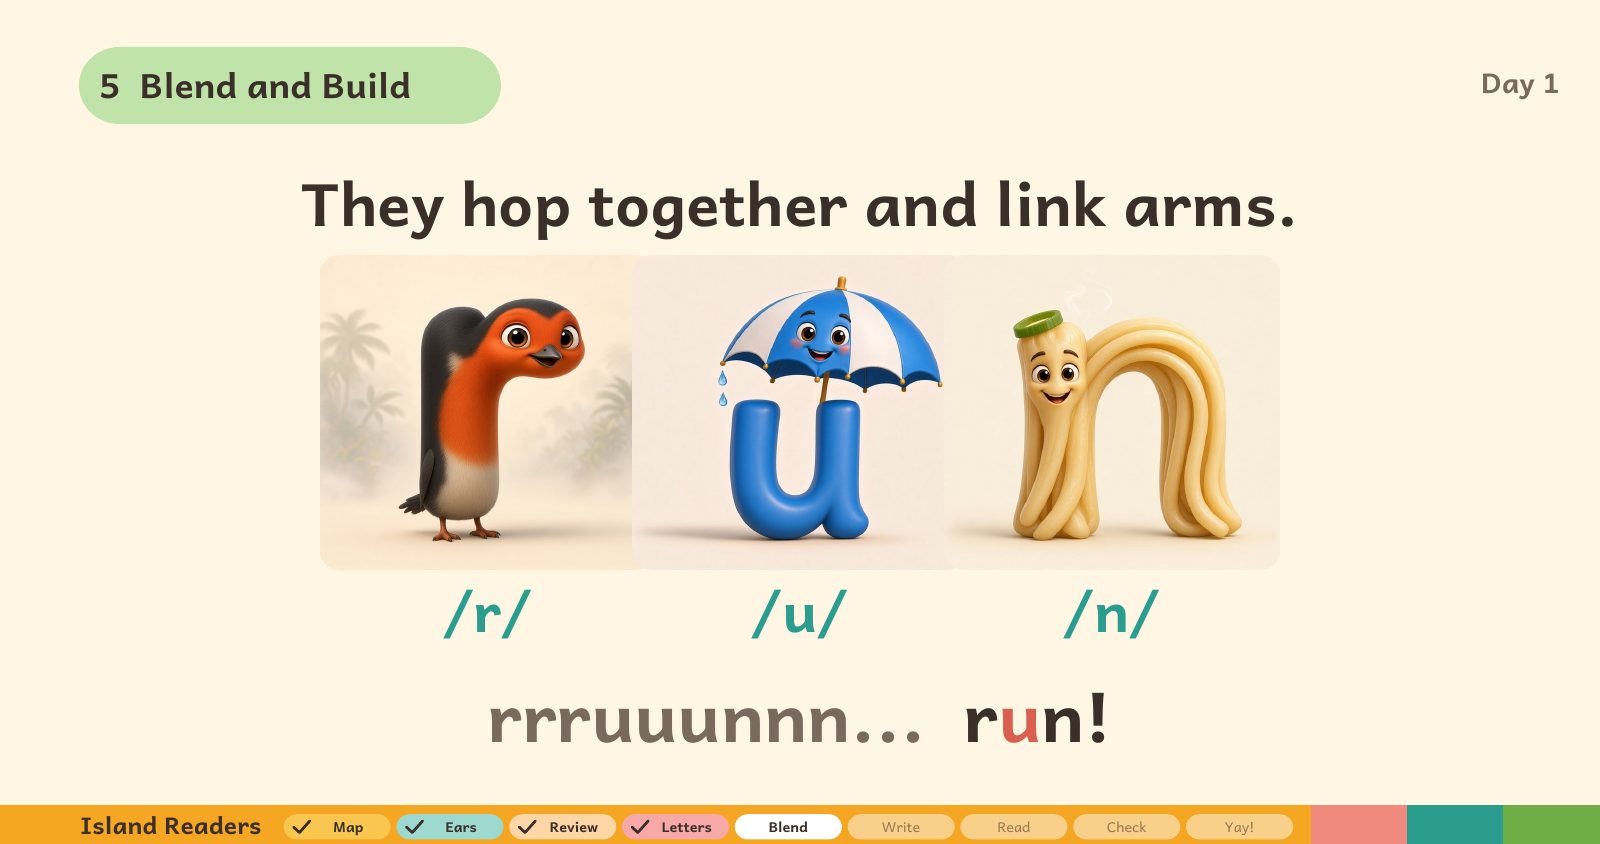 5 Blend and Build
Day 1
They hop together and link arms.
/r/ /u/ /n/
rrruuunnn... run!
Island Readers Map Ears Review Letters Blend Write Read Check Yay!